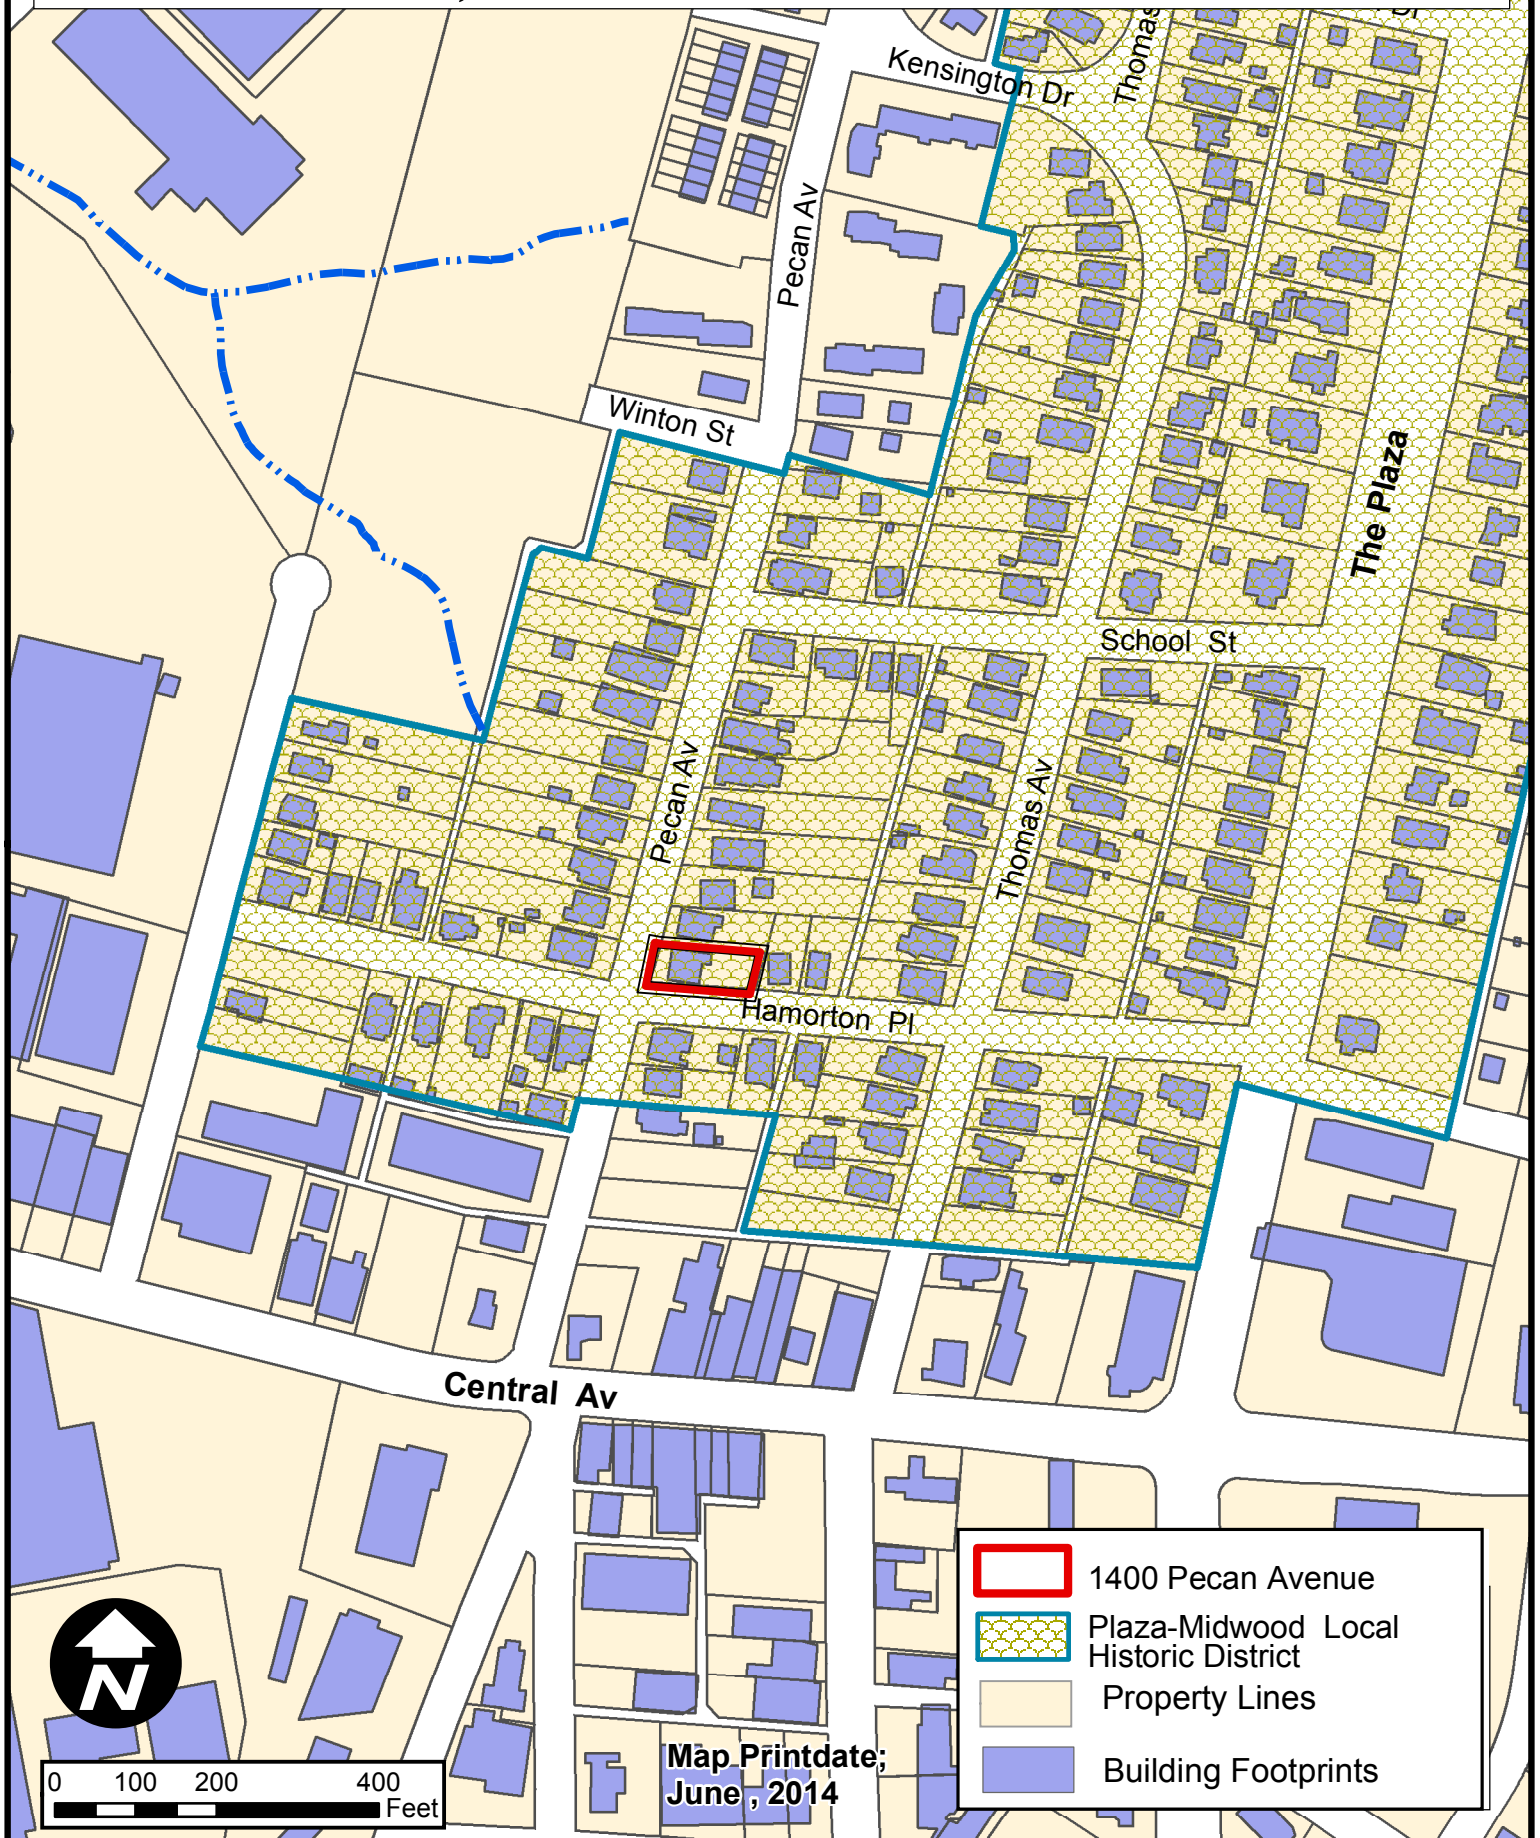 Kensington Dr
Thomas
Pecan Av
Winton St
The Plaza
School St
Pecan Av
Thomas Av
Hamorton Pl
Central Av
1400 Pecan Avenue
Plaza-Midwood Local
Historic District
Property Lines
Building Footprints
N
0 100 200 400
Feet
Map Printdate;
June , 2014